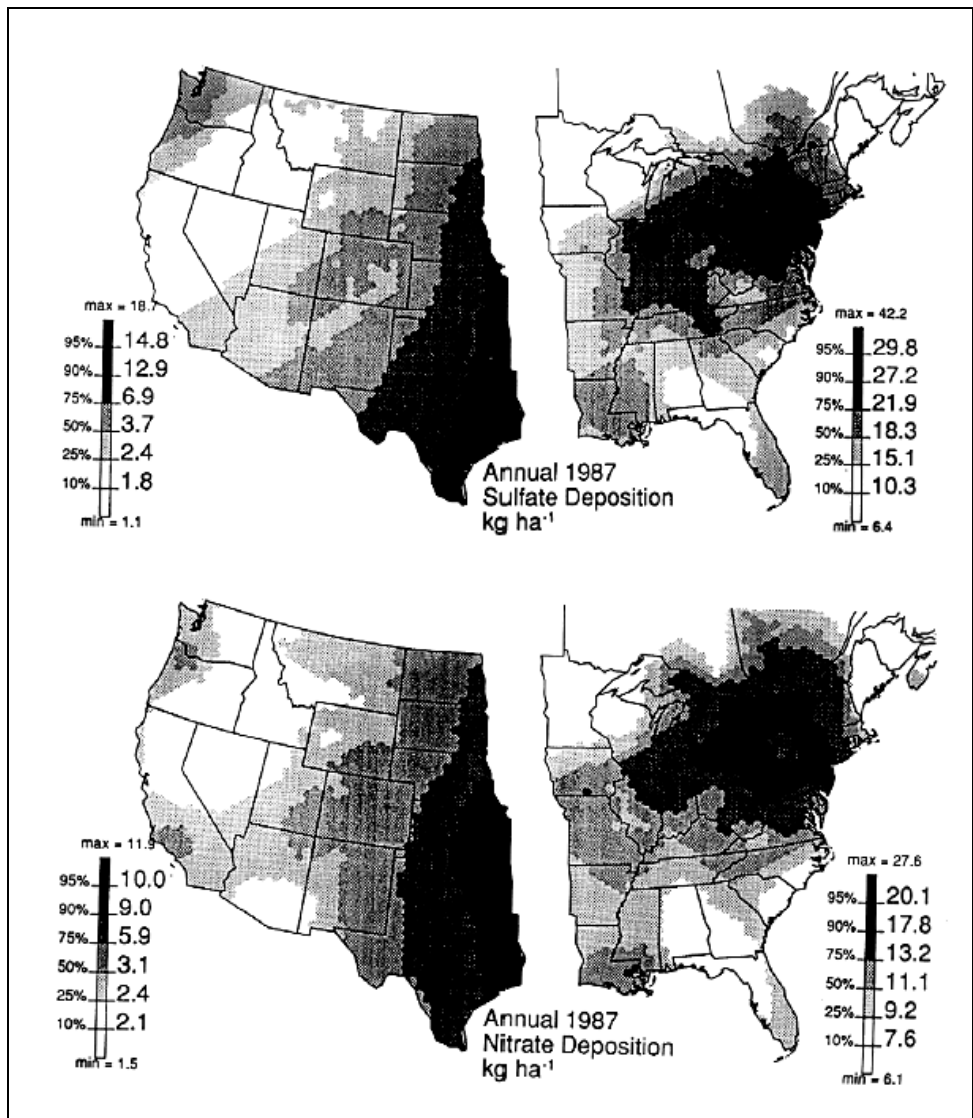 max = 18.7
95% 14.8
90% 12.9
75% 6.9
50% 3.7
25% 2.4
10% 1.8
min = 1.1
Annual 1987
Sulfate Deposition
kg ha-1
max = 42.2
95% 29.8
90% 27.2
75% 21.9
50% 18.3
25% 15.1
10% 10.3
min = 6.4
max = 11.9
95% 10.0
90% 9.0
75% 5.9
50% 3.1
25% 2.4
10% 2.1
min = 1.5
Annual 1987
Nitrate Deposition
kg ha-1
max = 27.6
95% 20.1
90% 17.8
75% 13.2
50% 11.1
25% 9.2
10% 7.6
min = 6.1